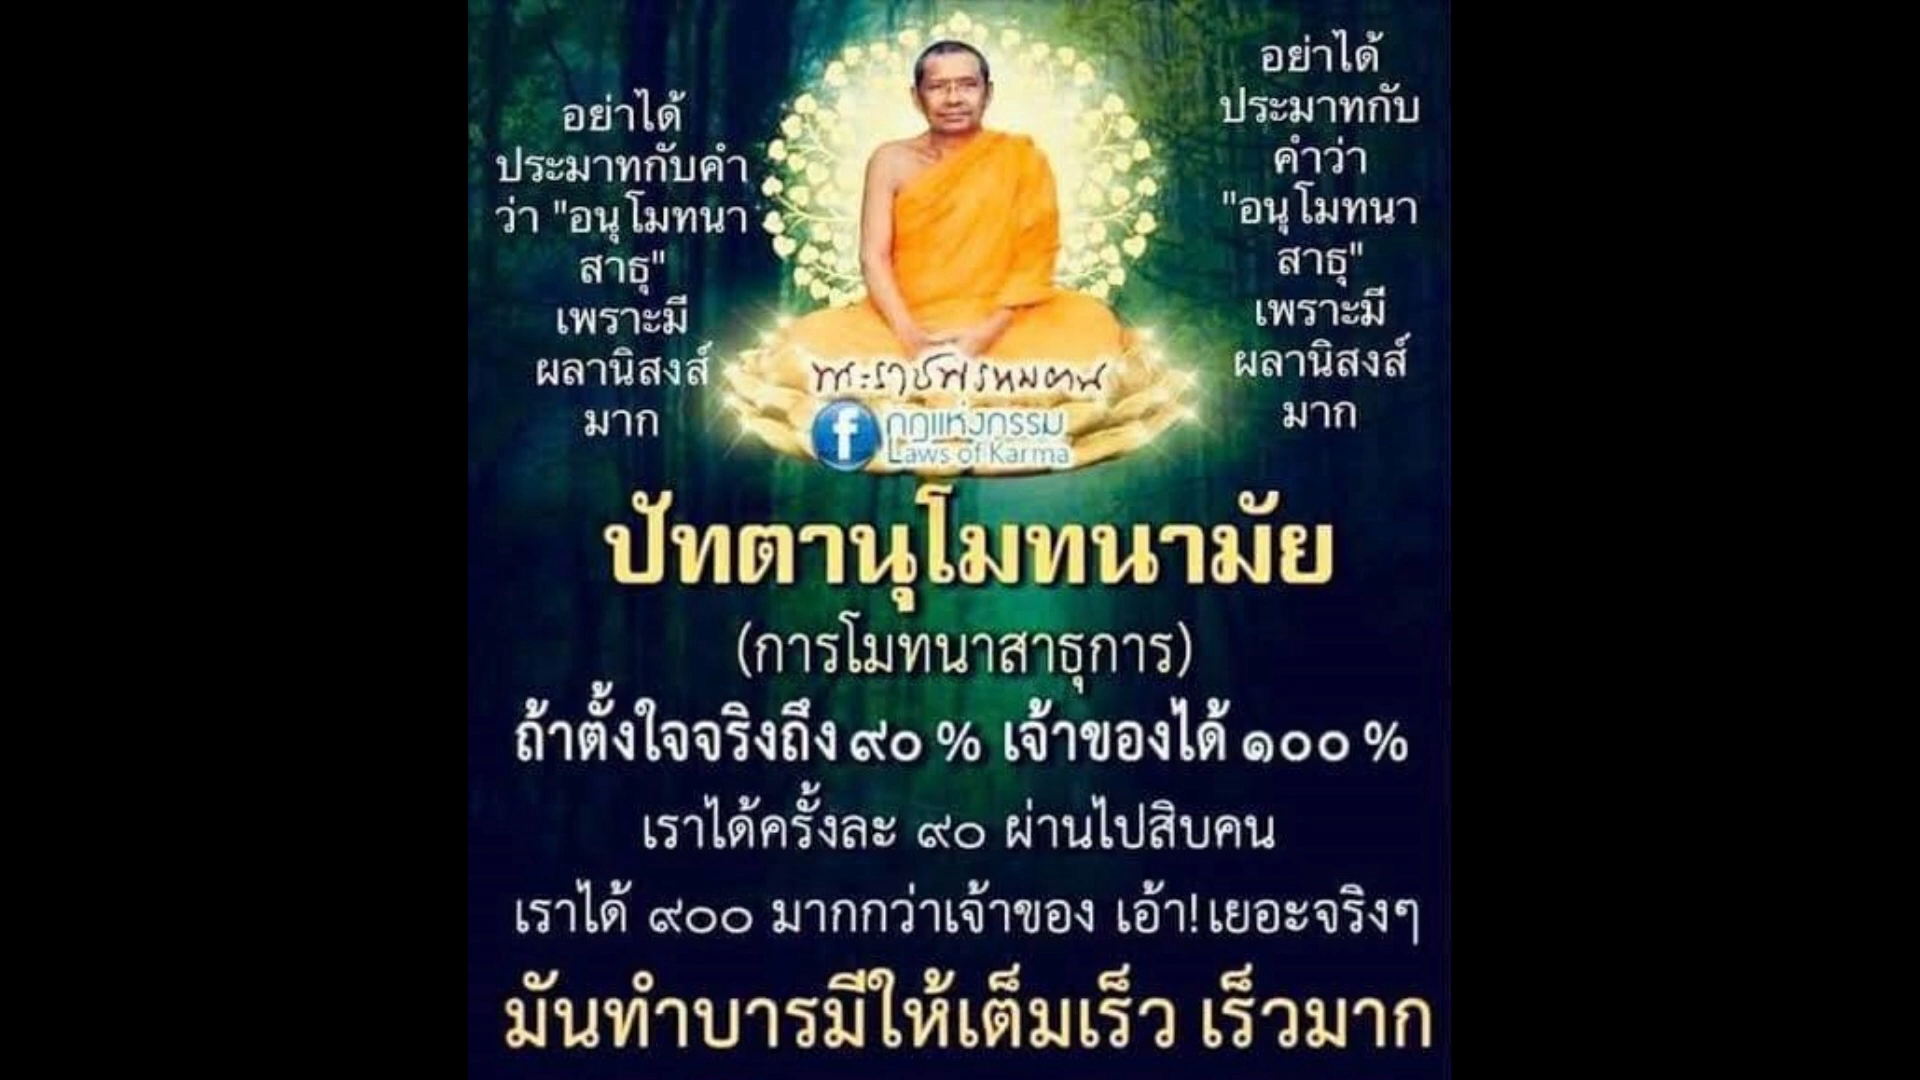 อย่าได้
ประมาทกับคำ
ว่า "อนุโมทนา
สาธุ"
เพราะมี
ผลานิสงส์
มาก
อย่าได้
ประมาทกับ
คำว่า
"อนุโมทนา
สาธุ"
เพราะมี
ผลานิสงส์
มาก
พระราชพรหมยาน
f กฎแห่งกรรม
Laws of Karma
ปัทตานุโมทนามัย
(การโมทนาสาธุการ)
ถ้าตั้งใจจริงถึง ๙๐ % เจ้าของได้ ๑๐๐ %
เราได้ครั้งละ ๙๐ ผ่านไปสิบคน
เราได้ ๙๐๐ มากกว่าเจ้าของ เอ้า!เยอะจริงๆ
มันทำบารมีให้เต็มเร็ว เร็วมาก